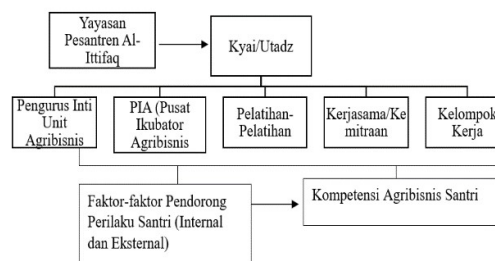 Yayasan
Pesantren Al-
Ittifaq
Kyai/Utadz
Pengurus Inti
Unit
Agribisnis
PIA (Pusat
Ikubator
Agribisnis
Pelatihan-
Pelatihan
Kerjasama/Ke
mitraan
Kelompok
Kerja
Faktor-faktor Pendorong
Perilaku Santri (Internal
dan Eksternal)
Kompetensi Agribisnis Santri